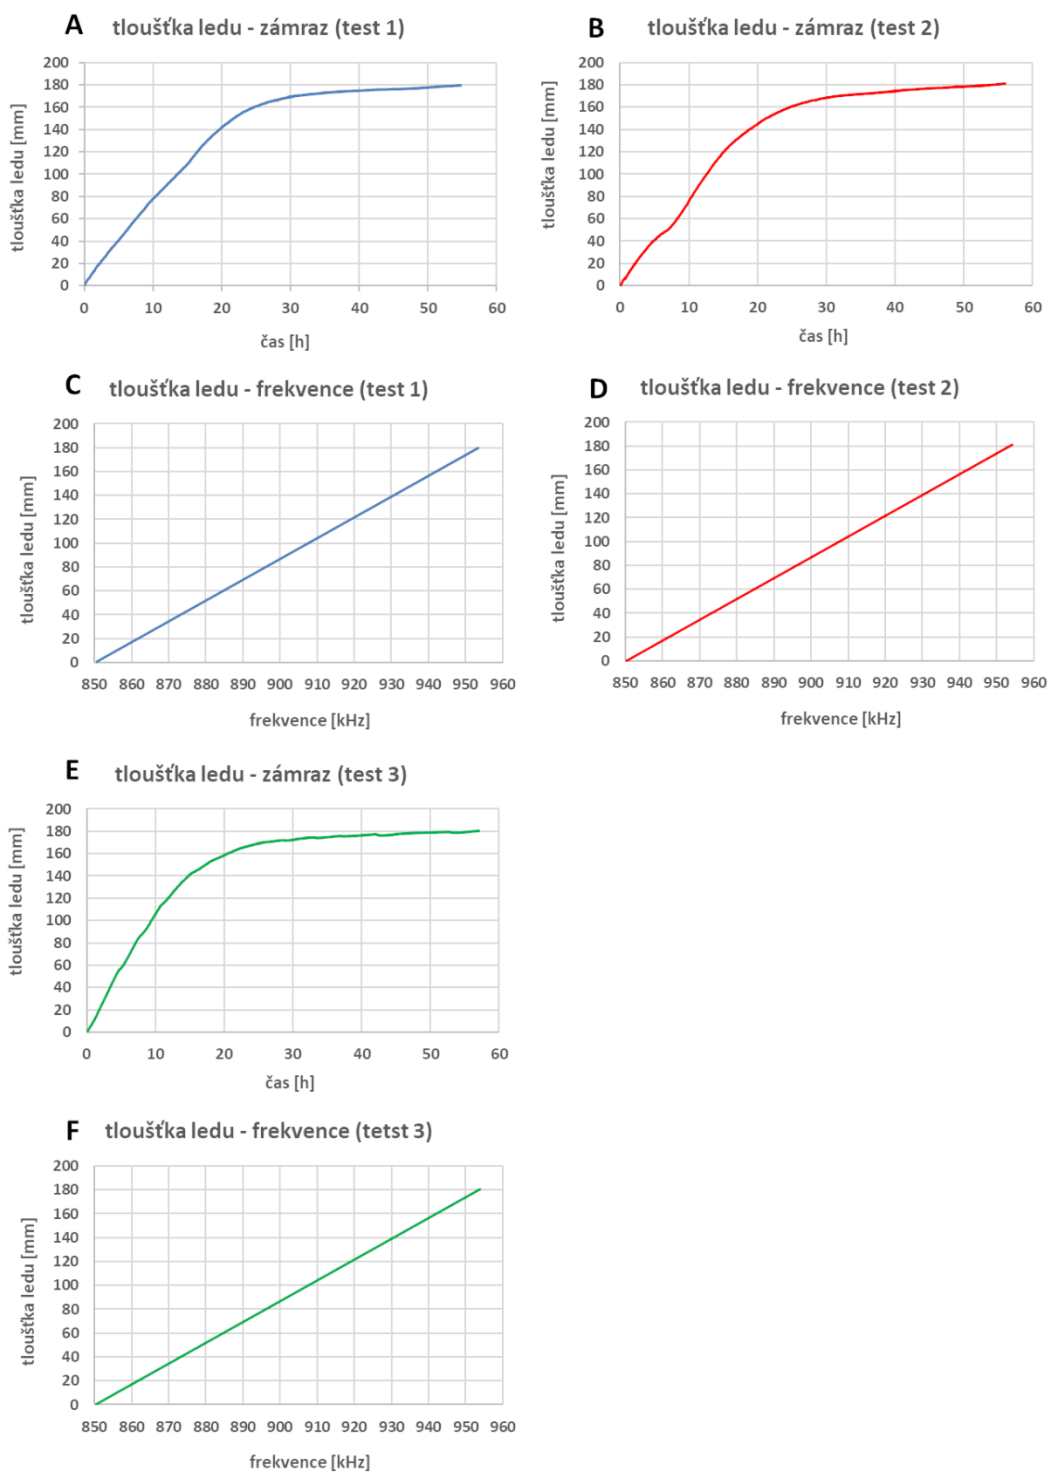 A tloušťka ledu - zámraz (test 1)
tloušťka ledu [mm]
200
180
160
140
120
100
80
60
40
20
0
0 10 20 30 40 50 60
čas [h]
B tloušťka ledu - zámraz (test 2)
tloušťka ledu [mm]
200
180
160
140
120
100
80
60
40
20
0
0 10 20 30 40 50 60
čas [h]
C tloušťka ledu - frekvence (test 1)
tloušťka ledu [mm]
200
180
160
140
120
100
80
60
40
20
0
850 860 870 880 890 900 910 920 930 940 950 960
frekvence [kHz]
D tloušťka ledu - frekvence (test 2)
tloušťka ledu [mm]
200
180
160
140
120
100
80
60
40
20
0
850 860 870 880 890 900 910 920 930 940 950 960
frekvence [kHz]
E tloušťka ledu - zámraz (test 3)
tloušťka ledu [mm]
200
180
160
140
120
100
80
60
40
20
0
0 10 20 30 40 50 60
čas [h]
F tloušťka ledu - frekvence (tetst 3)
tloušťka ledu [mm]
200
180
160
140
120
100
80
60
40
20
0
850 860 870 880 890 900 910 920 930 940 950 960
frekvence [kHz]